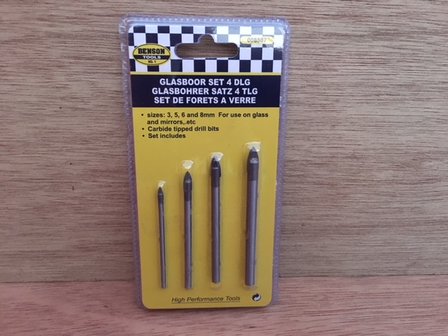 BENSON
TOOLS
GLASBOOR SET 4 DLG
GLASBOHRER SATZ 4 TLG
SET DE FORETS A VERRE
• sizes: 3, 5, 6 and 8mm For use on glass
and mirrors,.etc
• Carbide tipped drill bits
• Set includes
High Performance Tools